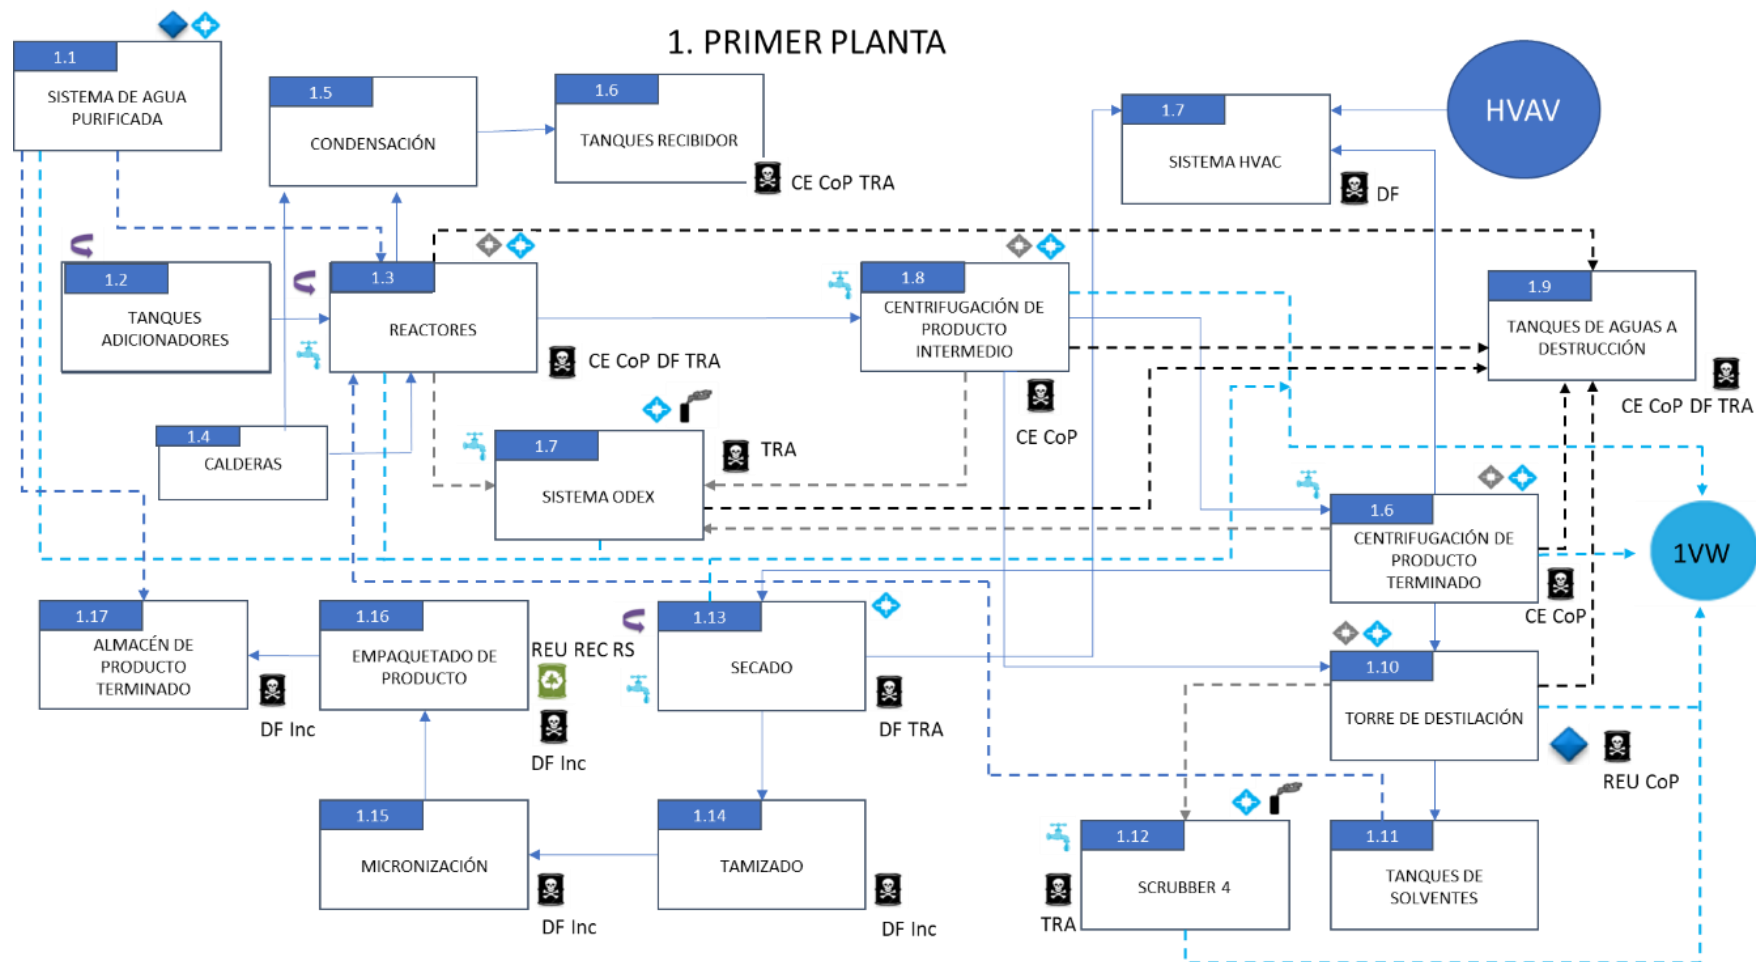 1. PRIMER PLANTA
1.1
SISTEMA DE AGUA
PURIFICADA
1.5
CONDENSACIÓN
1.6
TANQUES RECIBIDOR
CE CoP TRA
1.7
SISTEMA HVAC
DF
HVAV
1.2
TANQUES
ADICIONADORES
1.3
REACTORES
CE CoP DF TRA
1.8
CENTRIFUGACIÓN DE
PRODUCTO
INTERMEDIO
CE CoP
1.9
TANQUES DE AGUAS A
DESTRUCCIÓN
CE CoP DF TRA
1.4
CALDERAS
1.7
SISTEMA ODEX
TRA
1.6
CENTRIFUGACIÓN DE
PRODUCTO
TERMINADO
CE CoP
1VW
1.17
ALMACÉN DE
PRODUCTO
TERMINADO
DF Inc
1.16
EMPAQUETADO DE
PRODUCTO
REU REC RS
DF Inc
1.13
SECADO
DF TRA
1.10
TORRE DE DESTILACIÓN
REU CoP
1.15
MICRONIZACIÓN
DF Inc
1.14
TAMIZADO
DF Inc
1.12
SCRUBBER 4
TRA
1.11
TANQUES DE
SOLVENTES